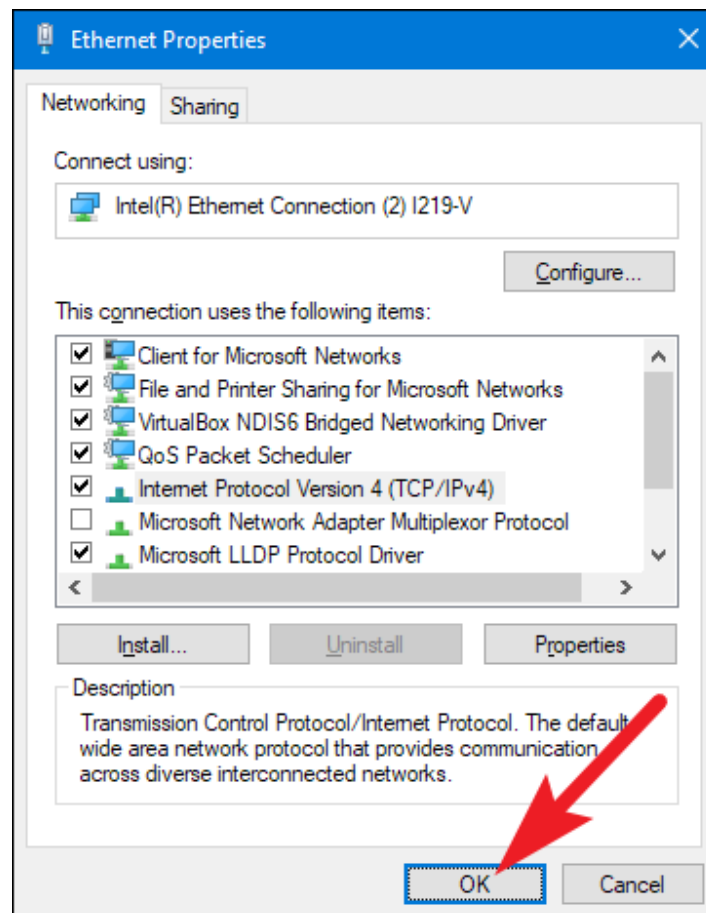 Ethernet Properties
Networking Sharing
Connect using:
Intel(R) Ethernet Connection (2) I219-V
Configure...
This connection uses the following items:
Client for Microsoft Networks
File and Printer Sharing for Microsoft Networks
VirtualBox NDIS6 Bridged Networking Driver
QoS Packet Scheduler
Internet Protocol Version 4 (TCP/IPv4)
Microsoft Network Adapter Multiplexor Protocol
Microsoft LLDP Protocol Driver
Install... Uninstall Properties
Description
Transmission Control Protocol/Internet Protocol. The default
wide area network protocol that provides communication
across diverse interconnected networks.
OK Cancel